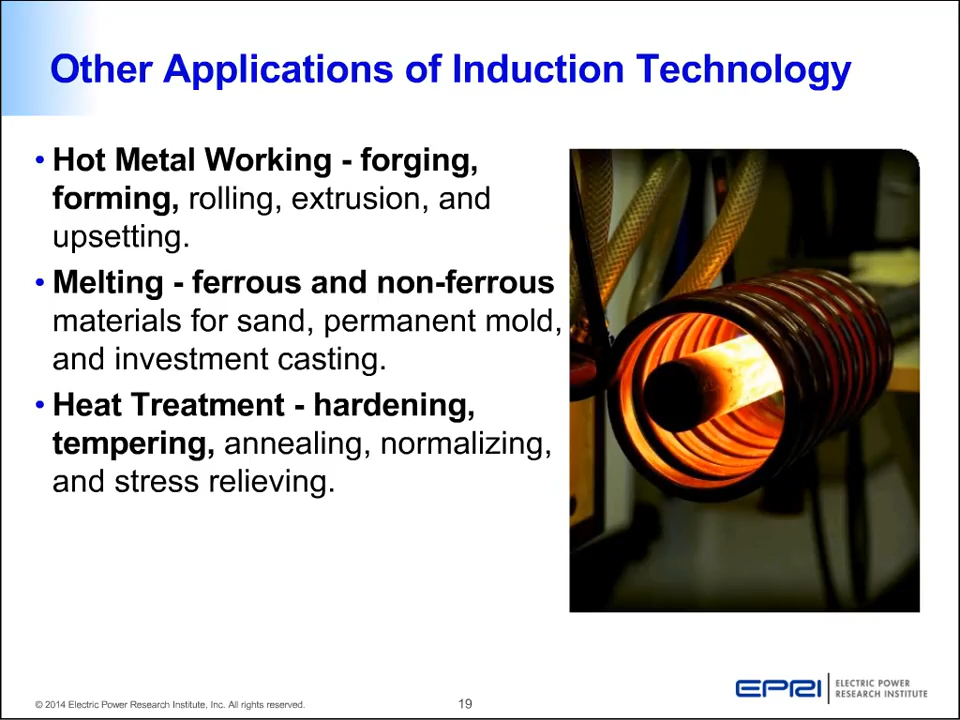 Other Applications of Induction Technology
• Hot Metal Working - forging,
forming, rolling, extrusion, and
upsetting.
• Melting - ferrous and non-ferrous
materials for sand, permanent mold,
and investment casting.
• Heat Treatment - hardening,
tempering, annealing, normalizing,
and stress relieving.
© 2014 Electric Power Research Institute, Inc. All rights reserved.
19
EPRI
ELECTRIC POWER
RESEARCH INSTITUTE